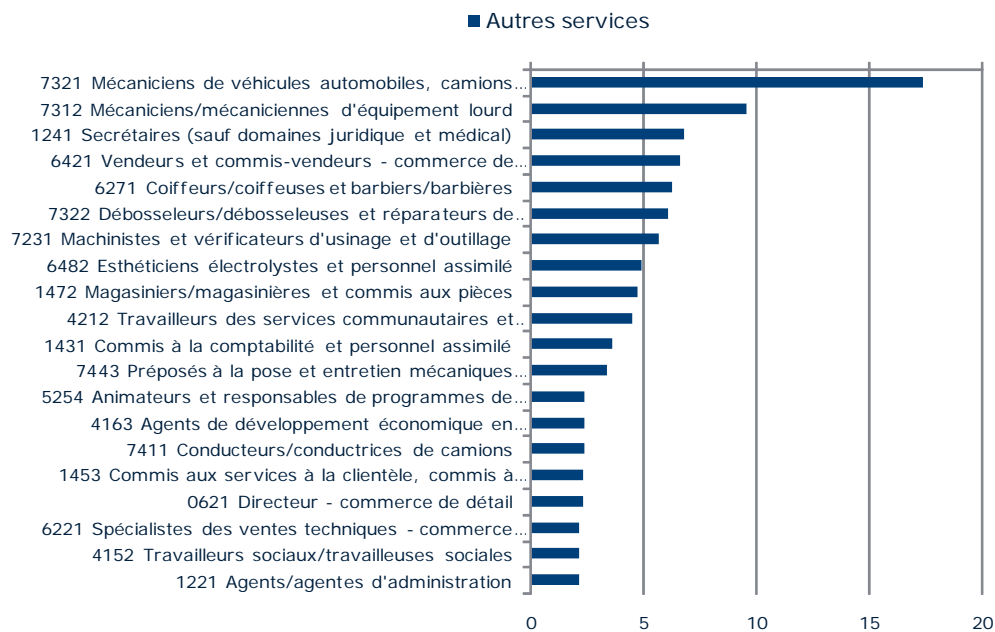 Autres services
7321 Mécaniciens de véhicules automobiles, camions...
7312 Mécaniciens/mécaniciennes d'équipement lourd
1241 Secrétaires (sauf domaines juridique et médical)
6421 Vendeurs et commis-vendeurs - commerce de...
6271 Coiffeurs/coiffeuses et barbiers/barbières
7322 Débosseleurs/débosseleuses et réparateurs de..
7231 Machinistes et vérificateurs d'usinage et d'outillage
6482 Esthéticiens électrolystes et personnel assimilé
1472 Magasiniers/magasinières et commis aux pièces
4212 Travailleurs des services communautaires et..
1431 Commis à la comptabilité et personnel assimilé
7443 Préposés à la pose et entretien mécaniques...
5254 Animateurs et responsables de programmes de...
4163 Agents de développement économique en...
7411 Conducteurs/conductrices de camions
1453 Commis aux services à la clientèle, commis à...
0621 Directeur - commerce de détail
6221 Spécialistes des ventes techniques - commerce...
4152 Travailleurs sociaux/travailleuses sociales
1221 Agents/agentes d'administration
0 5 10 15 20